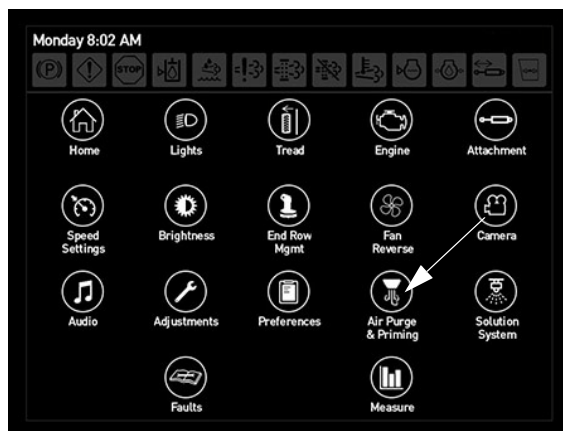 Monday 8:02 AM
(P) STOP
Home Lights Tread Engine Attachment
Speed Brightness End Row Fan Camera
Settings Mgmt Reverse
Audio Adjustments Preferences Air Purge Solution
& Priming System
Faults Measure